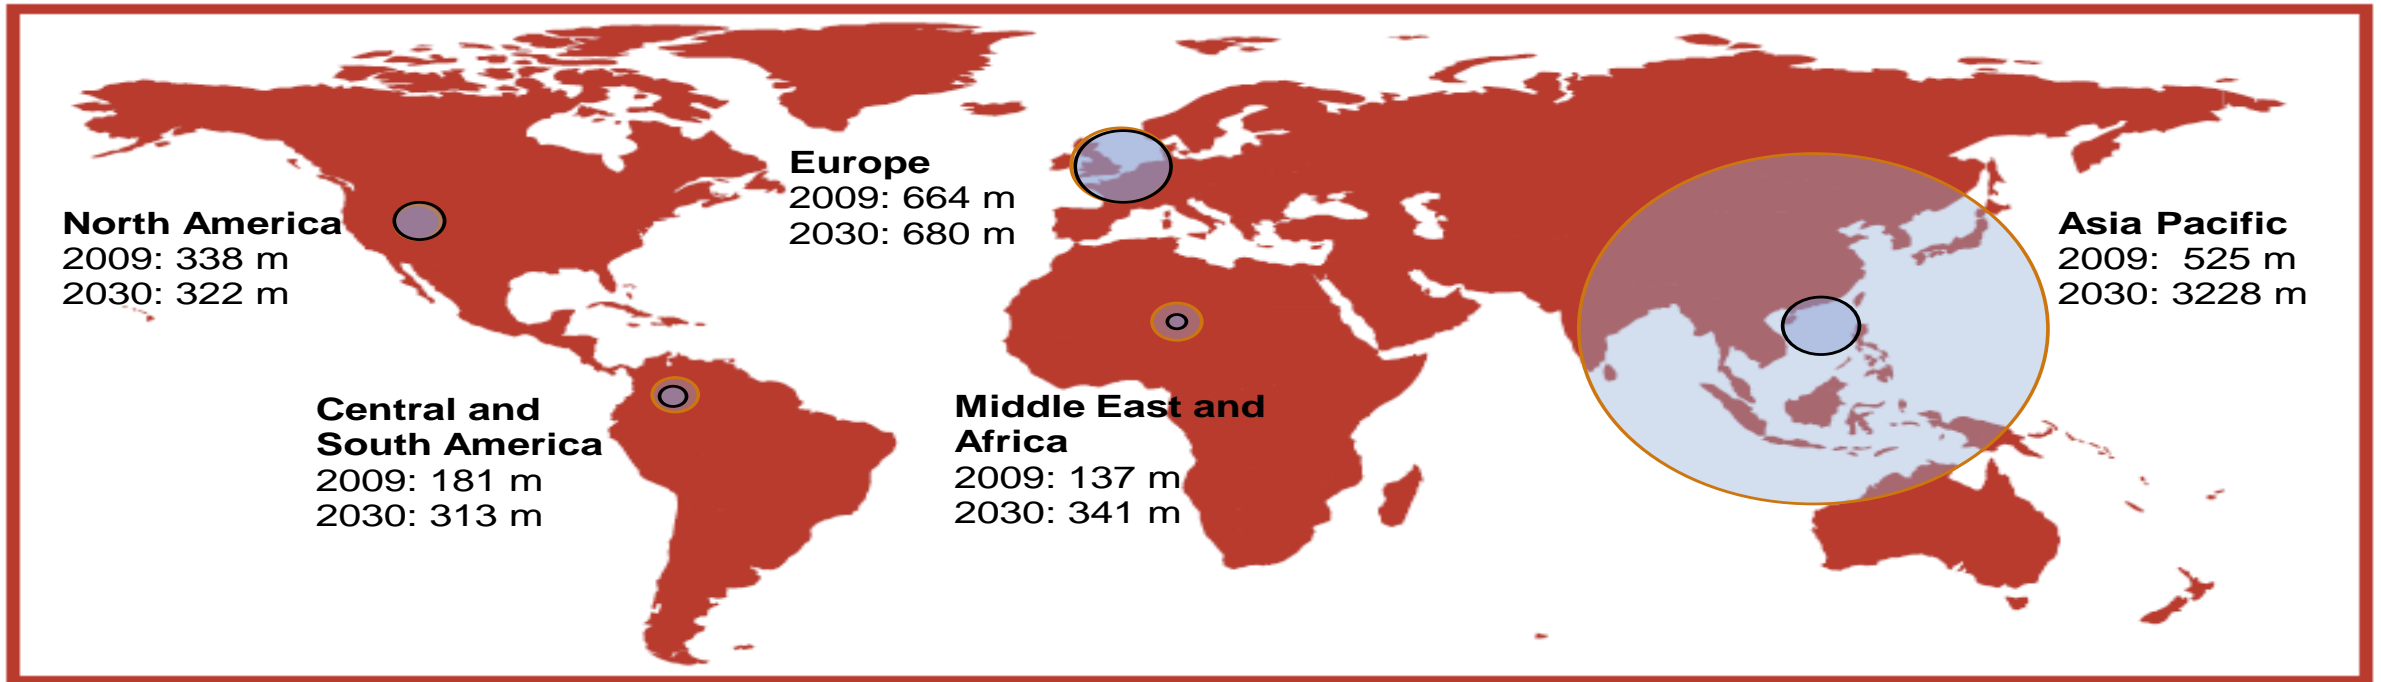 North America
2009: 338 m
2030: 322 m
Central and
South America
2009: 181 m
2030: 313 m
Europe
2009: 664 m
2030: 680 m
Middle East and
Africa
2009: 137 m
2030: 341 m
Asia Pacific
2009:  525 m
2030: 3228 m